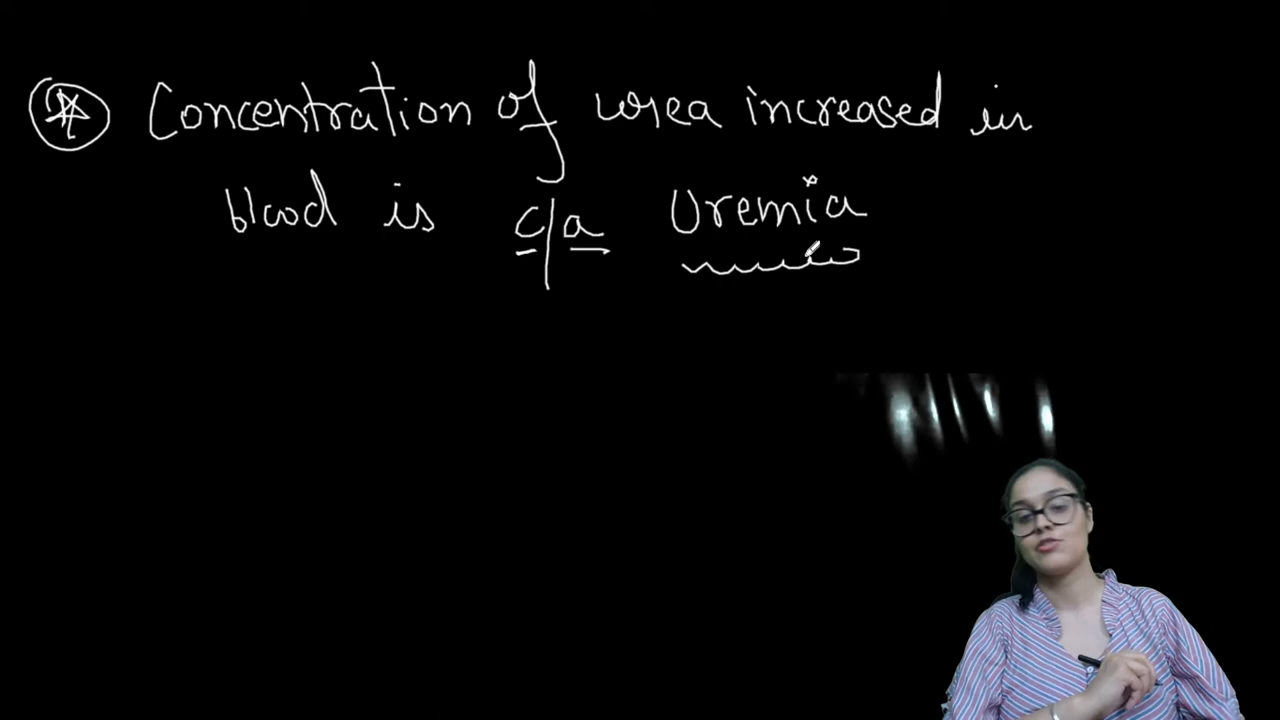 Concentration of urea increased in
blood is c/a Uremia